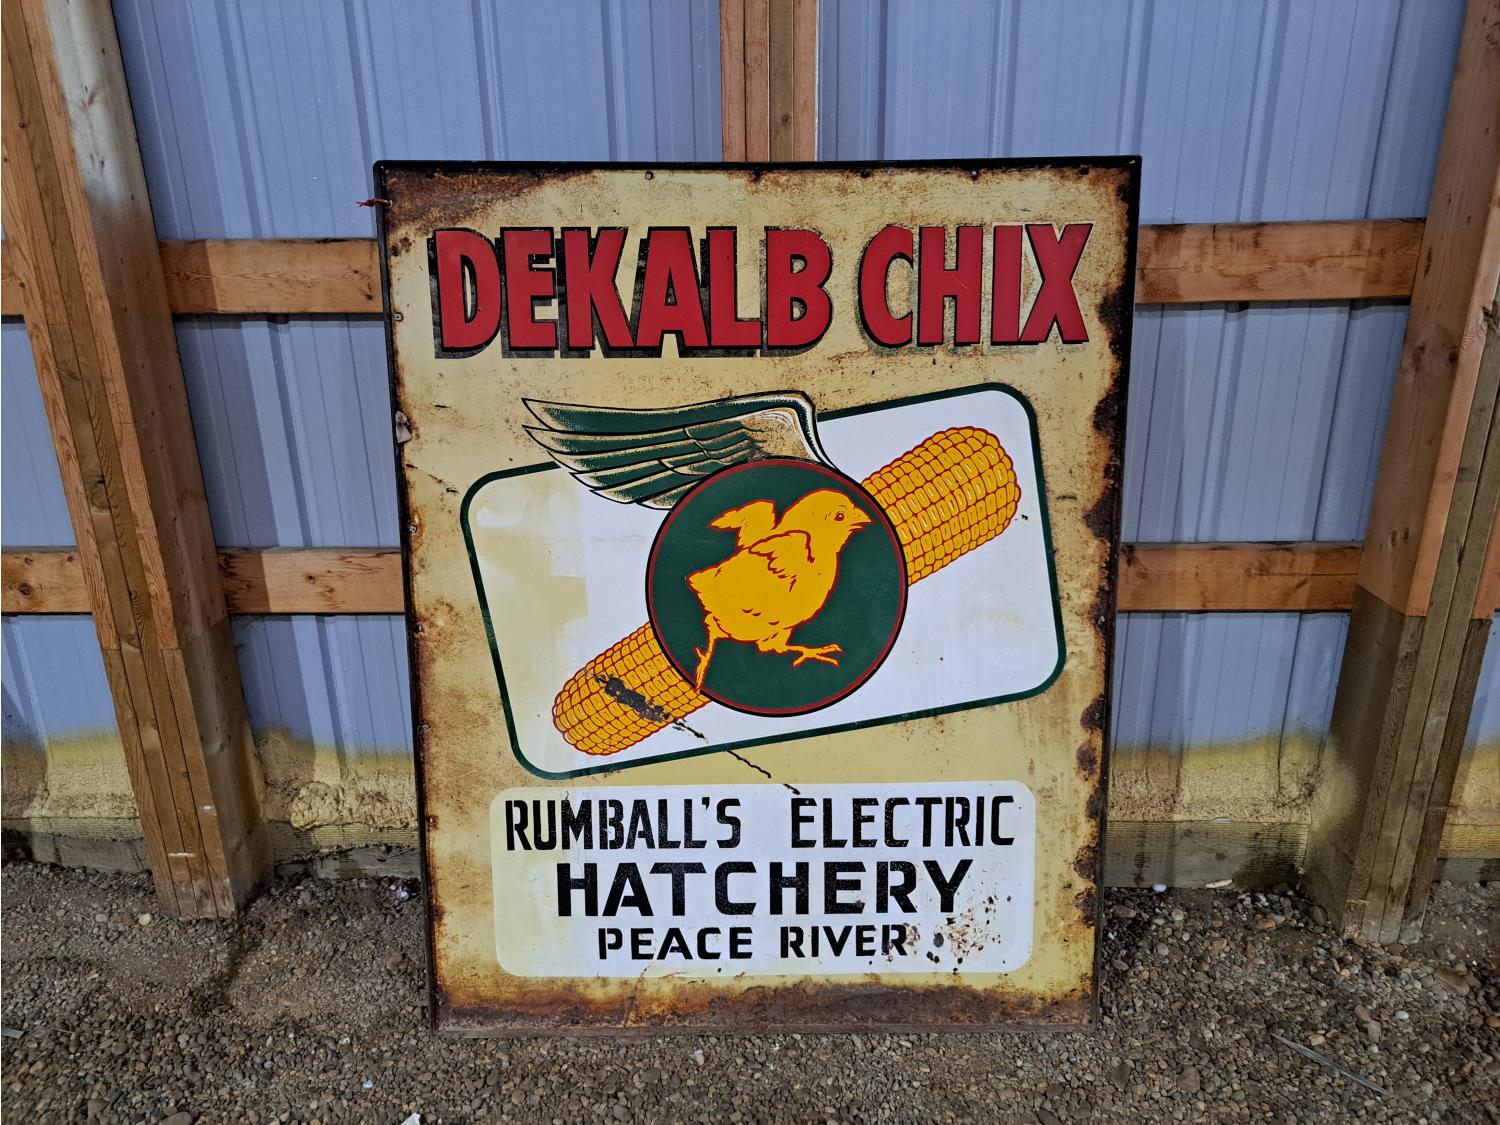 DEKALB CHIX
RUMBALL'S ELECTRIC
HATCHERY
PEACE RIVER